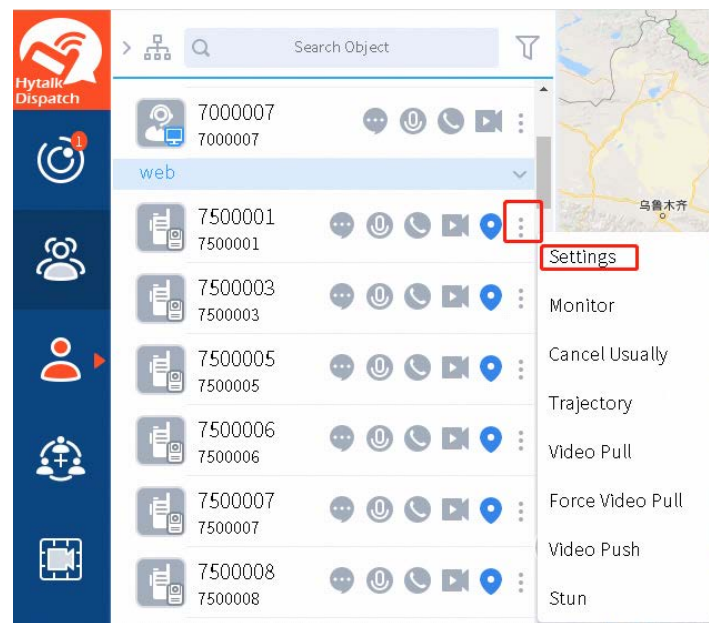 Hytalk
Dispatch
Search Object
7000007
7000007
1
web
7500001
7500001
乌鲁木齐
Settings
7500003
7500003
Monitor
7500005
7500005
Cancel Usually
Trajectory
7500006
7500006
Video Pull
7500007
7500007
Force Video Pull
Video Push
7500008
7500008
Stun